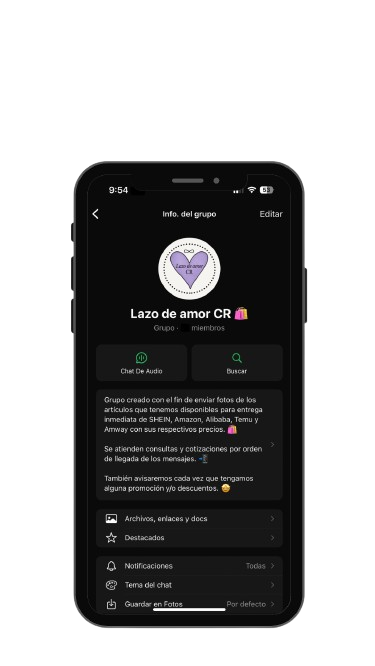 9:54
53
Info. del grupo
Editar
Lazo de amor
CR
Lazo de amor CR 🛍️
Grupo · miembros
Chat De Audio
Buscar
Grupo creado con el fin de enviar fotos de los
artículos que tenemos disponibles para entrega
inmediata de SHEIN, Amazon, Alibaba, Temu y
Amway con sus respectivos precios. 🛍️
Se atienden consultas y cotizaciones por orden
de llegada de los mensajes. 📲
También avisaremos cada vez que tengamos
alguna promoción y/o descuentos. 🤩
Archivos, enlaces y docs
Destacados
Notificaciones
Todas
Tema del chat
Guardar en Fotos
Por defecto